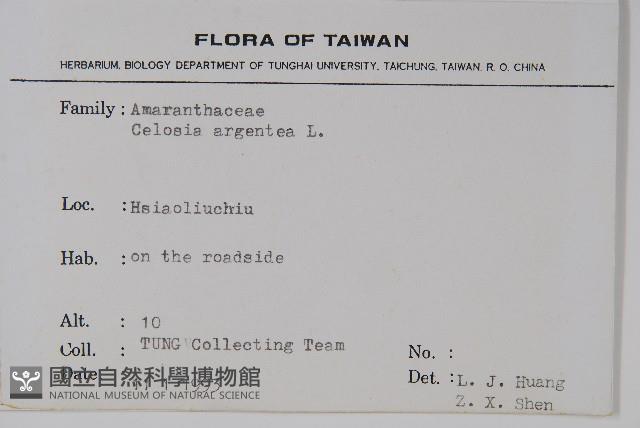 FLORA OF TAIWAN
HERBARIUM, BIOLOGY DEPARTMENT OF TUNGHAI UNIVERSITY, TAICHUNG, TAIWAN, R. O. CHINA
Family : Amaranthaceae
Celosia argentea L.
Loc. : Hsiaoliuchiu
Hab. : on the roadside
Alt. : 10
Coll. : TUNG Collecting Team
No. :
Date
Det. : L. J. Huang
Z. X. Shen
國立自然科學博物館
NATIONAL MUSEUM OF NATURAL SCIENCE